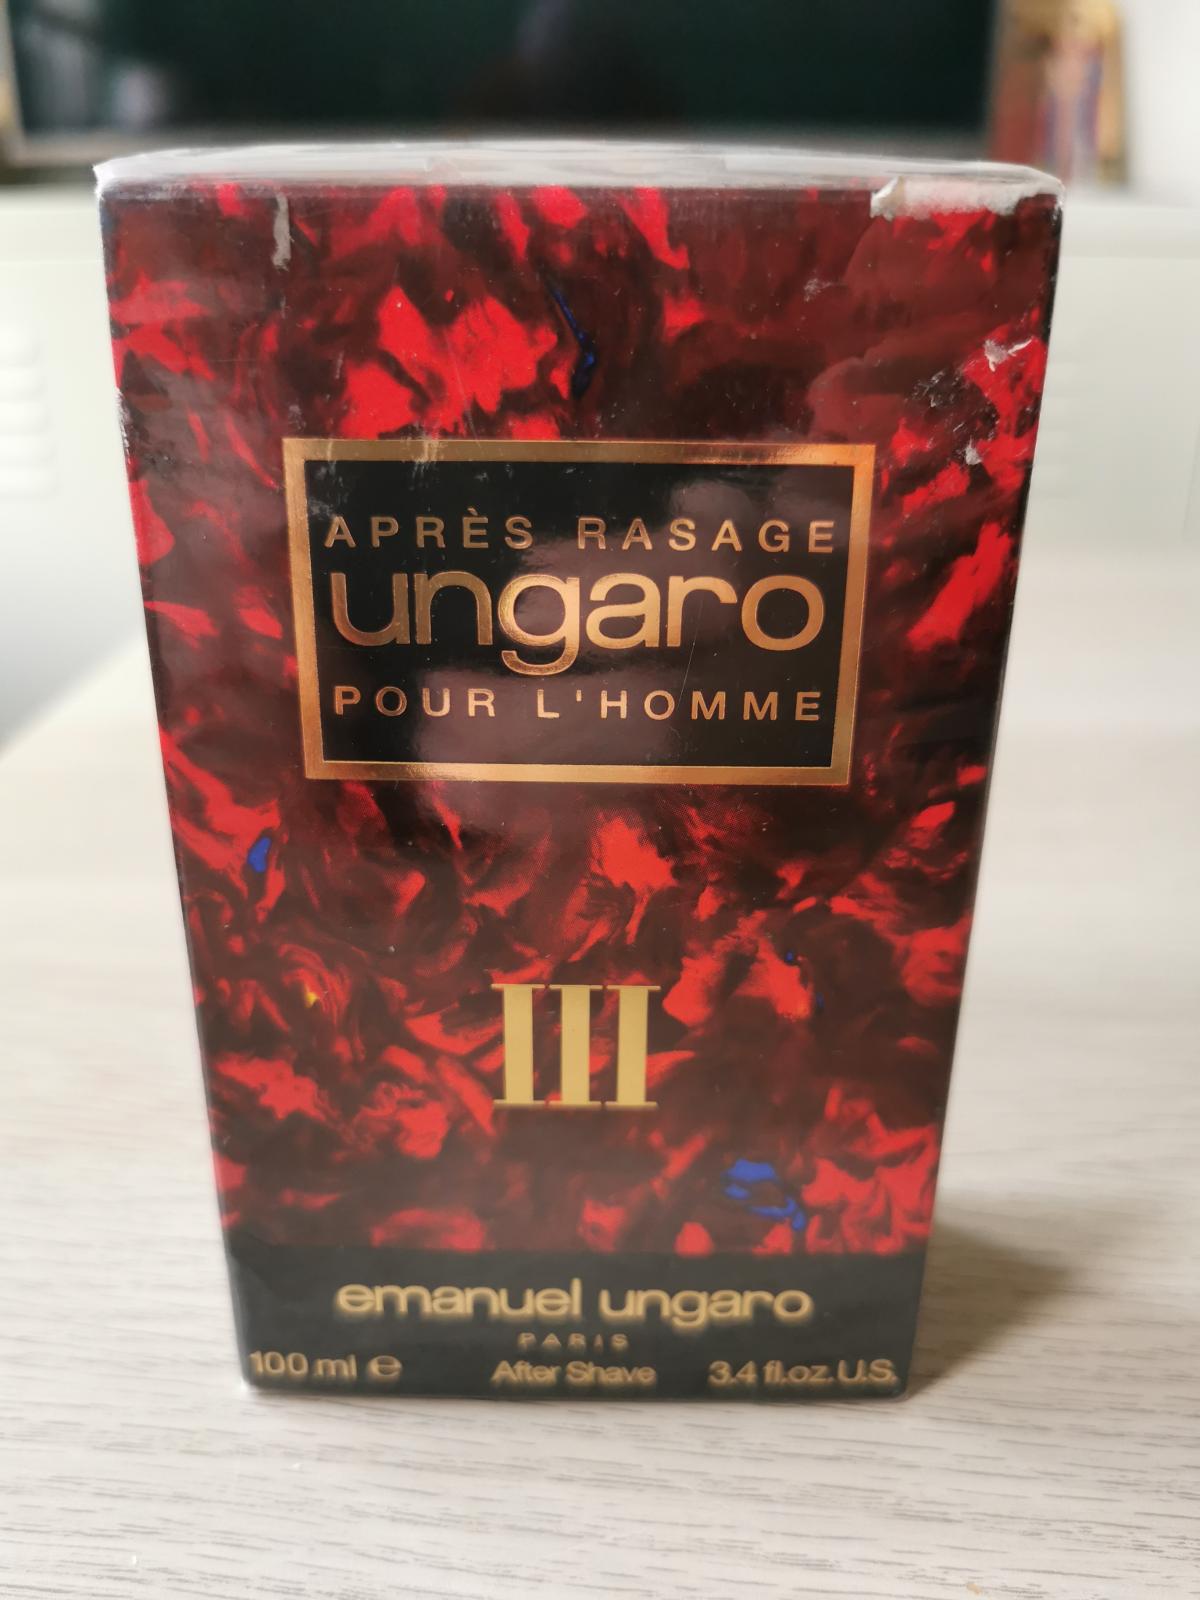 APRÈS RASAGE
ungaro
POUR L'HOMME
III
emanuel ungaro
PARIS
100 ml ℮ After Shave 3.4 fl.oz.U.S.